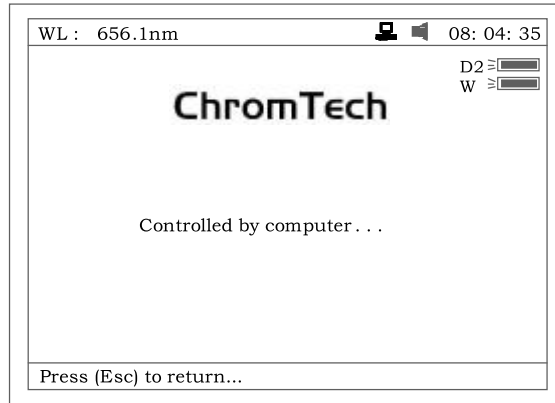 WL : 656.1nm 08: 04: 35
D2
W
ChromTech
Controlled by computer . . .
Press (Esc) to return...